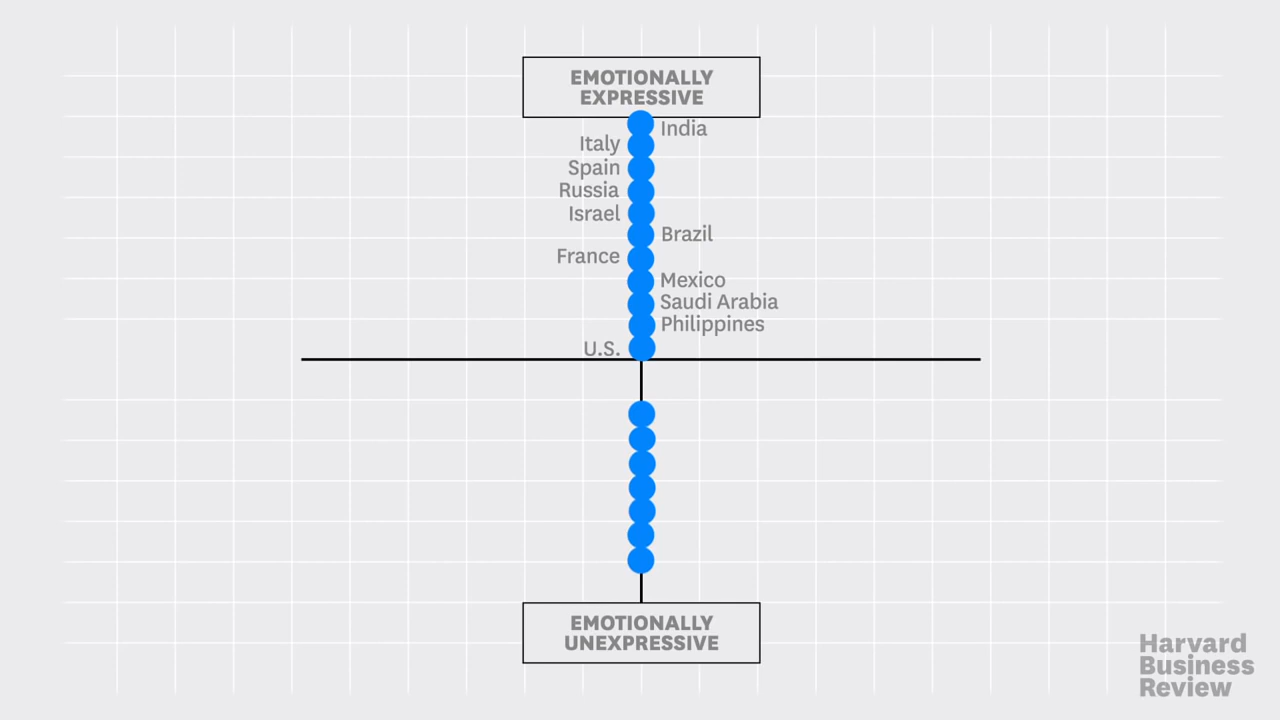 EMOTIONALLY
EXPRESSIVE
India
Italy
Spain
Russia
Israel
Brazil
France
Mexico
Saudi Arabia
Philippines
U.S.
EMOTIONALLY
UNEXPRESSIVE
Harvard
Business
Review